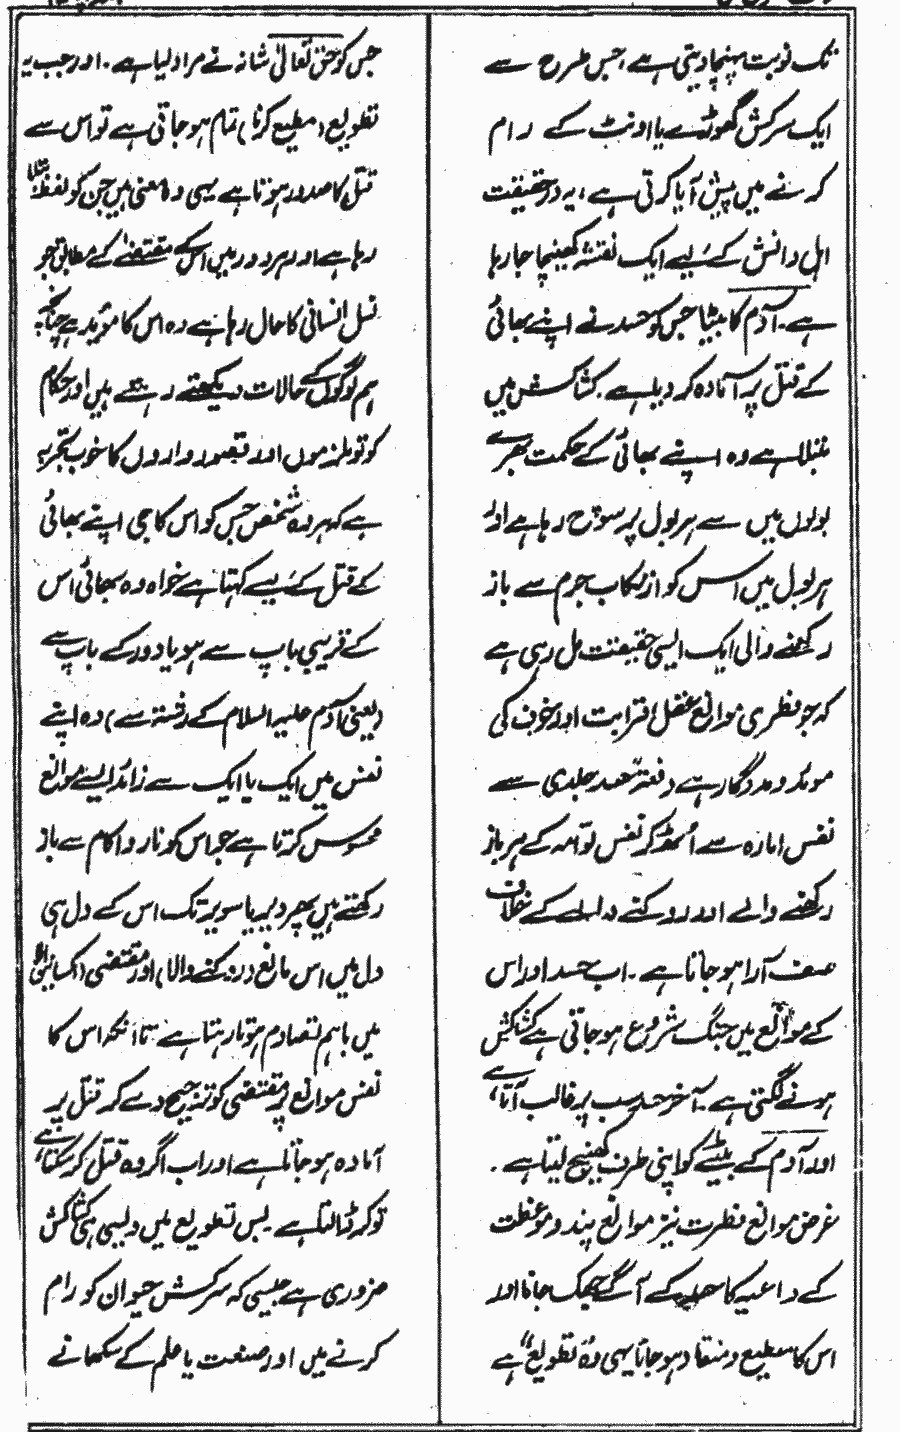 تک نوبت پہنچا دیتی ہے، جس طرح سے
ایک سرکش گھوڑے یا اونٹ کے رام
کرنے میں پیش آیا کرتی ہے، یہ در حقیقت
اہل دانش کے لیے ایک نقشہ کھینچا جا رہا
ہے۔ آدم کا بیٹا جس کو حسد نے اپنے بھائی
کے قتل پر آمادہ کر دیا ہے۔ کشاکش میں
مبتلا ہے وہ اپنے بھائی کے حکمت بھرے
بولوں میں سے ہر بول پر سوچ رہا ہے اور
ہر بول میں اس کو ارتکاب جرم سے باز
رکھنے والی ایک ایسی حقیقت مل رہی ہے
کہ جو فطری موانع عقل قرابت اور خوف کی
موید و مددگار ہے دفعۃً حسد جلدی سے
نفس امارہ سے اُمڈ کر نفس لوّامہ کے ہر باز
رکھنے والے اور روکنے والے کے خلاف
صف آرا ہو جاتا ہے۔ اب حسد اور اس
کے موانع میں جنگ شروع ہو جاتی ہے کشاکش
ہونے لگتی ہے۔ آخر حسد سب پر غالب آتا،
اور آدم کے بیٹے کو اپنی طرف کھینچ لیتا ہے۔
غرض موانع فطرت نیز موانع پند و موعظت
کے داعیہ کا حسد کے آگے جھک جانا اور
اس کا مطیع و منقاد ہو جانا یہی وہ "تطویع" ہے
جس کو حق تعالیٰ شانہ نے مراد لیا ہے۔ اور جب یہ
تطویع (مطیع کرنا) تمام ہو جاتی ہے تو اس سے
قتل کا صدور ہوتا ہے یہی وہ معنی ہیں جن کو لفظ
رہا ہے اور ہر دور میں اس کے مقتضیٰ کے مطابق جو
نسل انسانی کا حال رہا ہے وہ اس کا مؤید ہے چنانچہ
ہم لوگوں کے حالات دیکھتے رہتے ہیں اور حکام
کو تو ملزموں اور قصور واروں کا خوب تجربہ
ہے کہ ہر وہ شخص جس کو اس کا جی اپنے بھائی
کے قتل کے لیے کہتا ہے خواہ وہ بھائی اس
کے قریبی باپ سے ہو یا دور کے باپ سے
(یعنی آدم علیہ السلام کے رشتہ سے) وہ اپنے
نفس میں ایک یا ایک سے زائد ایسے موانع
محسوس کرتا ہے جو اس کو ناروا کام سے باز
رکھتے ہیں پھر دیر یا سویر تک اس کے دل ہی
دل میں اس مانع (روکنے والا) اور مقتضی
میں باہم تصادم ہوتا رہتا ہے تا آنکہ اس کا
نفس موانع پر مقتضی کو ترجیح دے کر قتل پر
آمادہ ہو جاتا ہے اور اب اگر وہ قتل کر سکتا ہے
تو کر ڈالتا ہے بس تطویع میں ویسی ہی کشاکش
ضروری ہے جیسی کہ سرکش حیوان کو رام
کرنے میں اور صنعت یا علم کے سکھانے